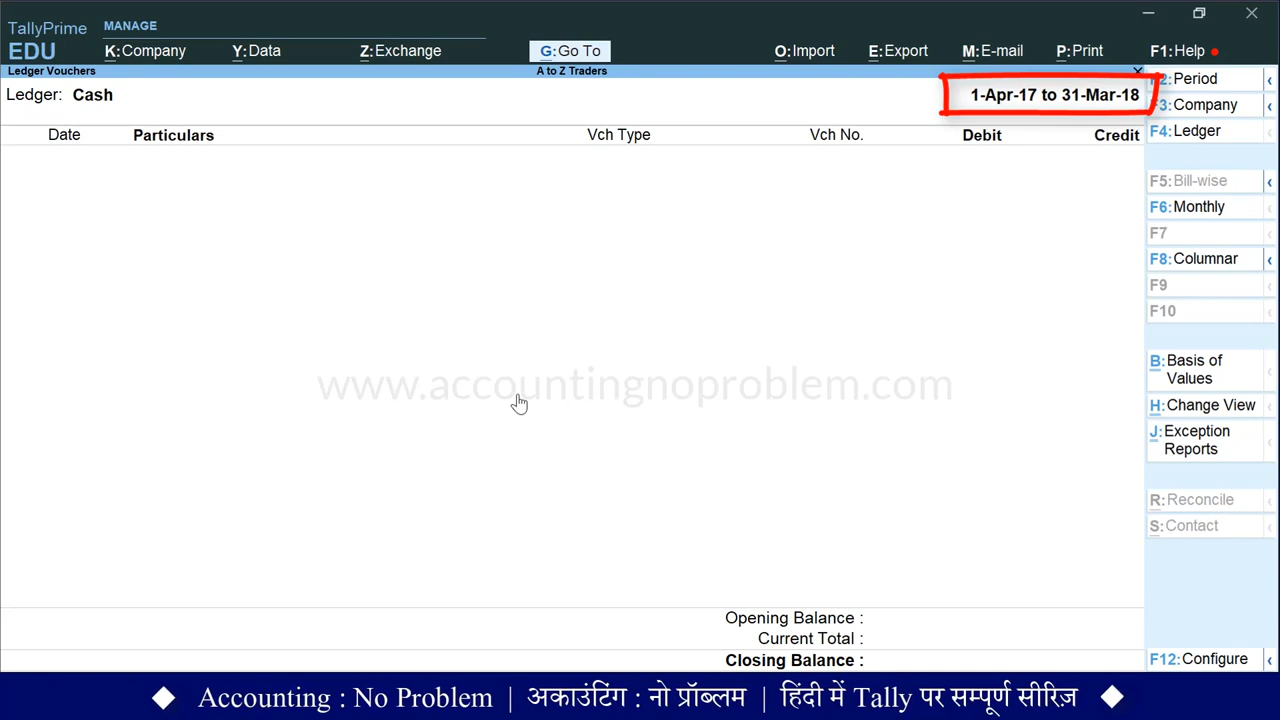 TallyPrime MANAGE
EDU K:Company Y:Data Z:Exchange G:Go To O:Import E:Export M:E-mail P:Print F1:Help
Ledger Vouchers A to Z Traders
Ledger: Cash 1-Apr-17 to 31-Mar-18
Date Particulars Vch Type Vch No. Debit Credit
2:Period
F3:Company
F4:Ledger
F5:Bill-wise
F6:Monthly
F7
F8:Columnar
F9
F10
B:Basis of
Values
H:Change View
J:Exception
Reports
R:Reconcile
S:Contact
www.accountingnoproblem.com
Opening Balance :
Current Total :
Closing Balance :
F12:Configure
Accounting : No Problem | अकाउंटिंग : नो प्रॉब्लम | हिंदी में Tally पर सम्पूर्ण सीरिज़